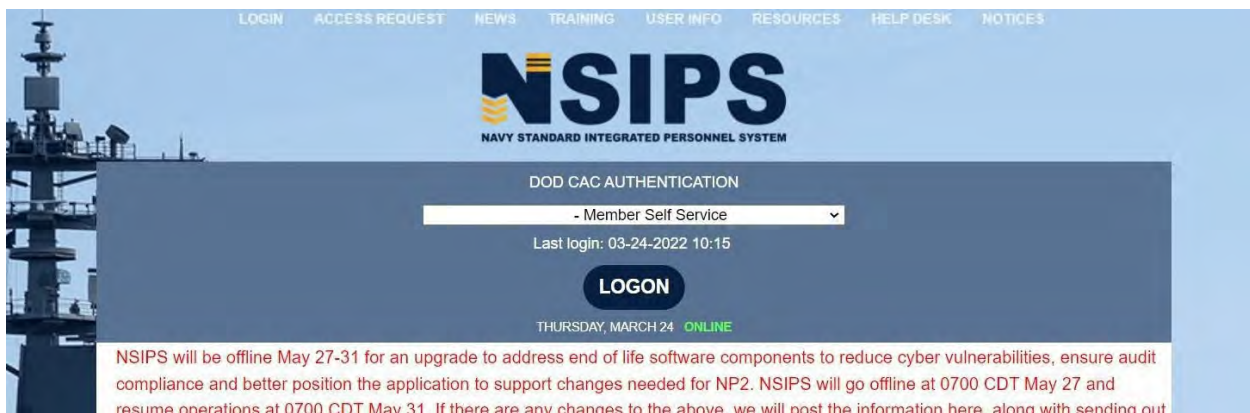 LOGIN ACCESS REQUEST NEWS TRAINING USER INFO RESOURCES HELP DESK NOTICES
NSIPS
NAVY STANDARD INTEGRATED PERSONNEL SYSTEM
DOD CAC AUTHENTICATION
- Member Self Service
Last login: 03-24-2022 10:15
LOGON
THURSDAY, MARCH 24 ONLINE
NSIPS will be offline May 27-31 for an upgrade to address end of life software components to reduce cyber vulnerabilities, ensure audit
compliance and better position the application to support changes needed for NP2. NSIPS will go offline at 0700 CDT May 27 and
resume operations at 0700 CDT May 31. If there are any changes to the above, we will post the information here, along with sending out